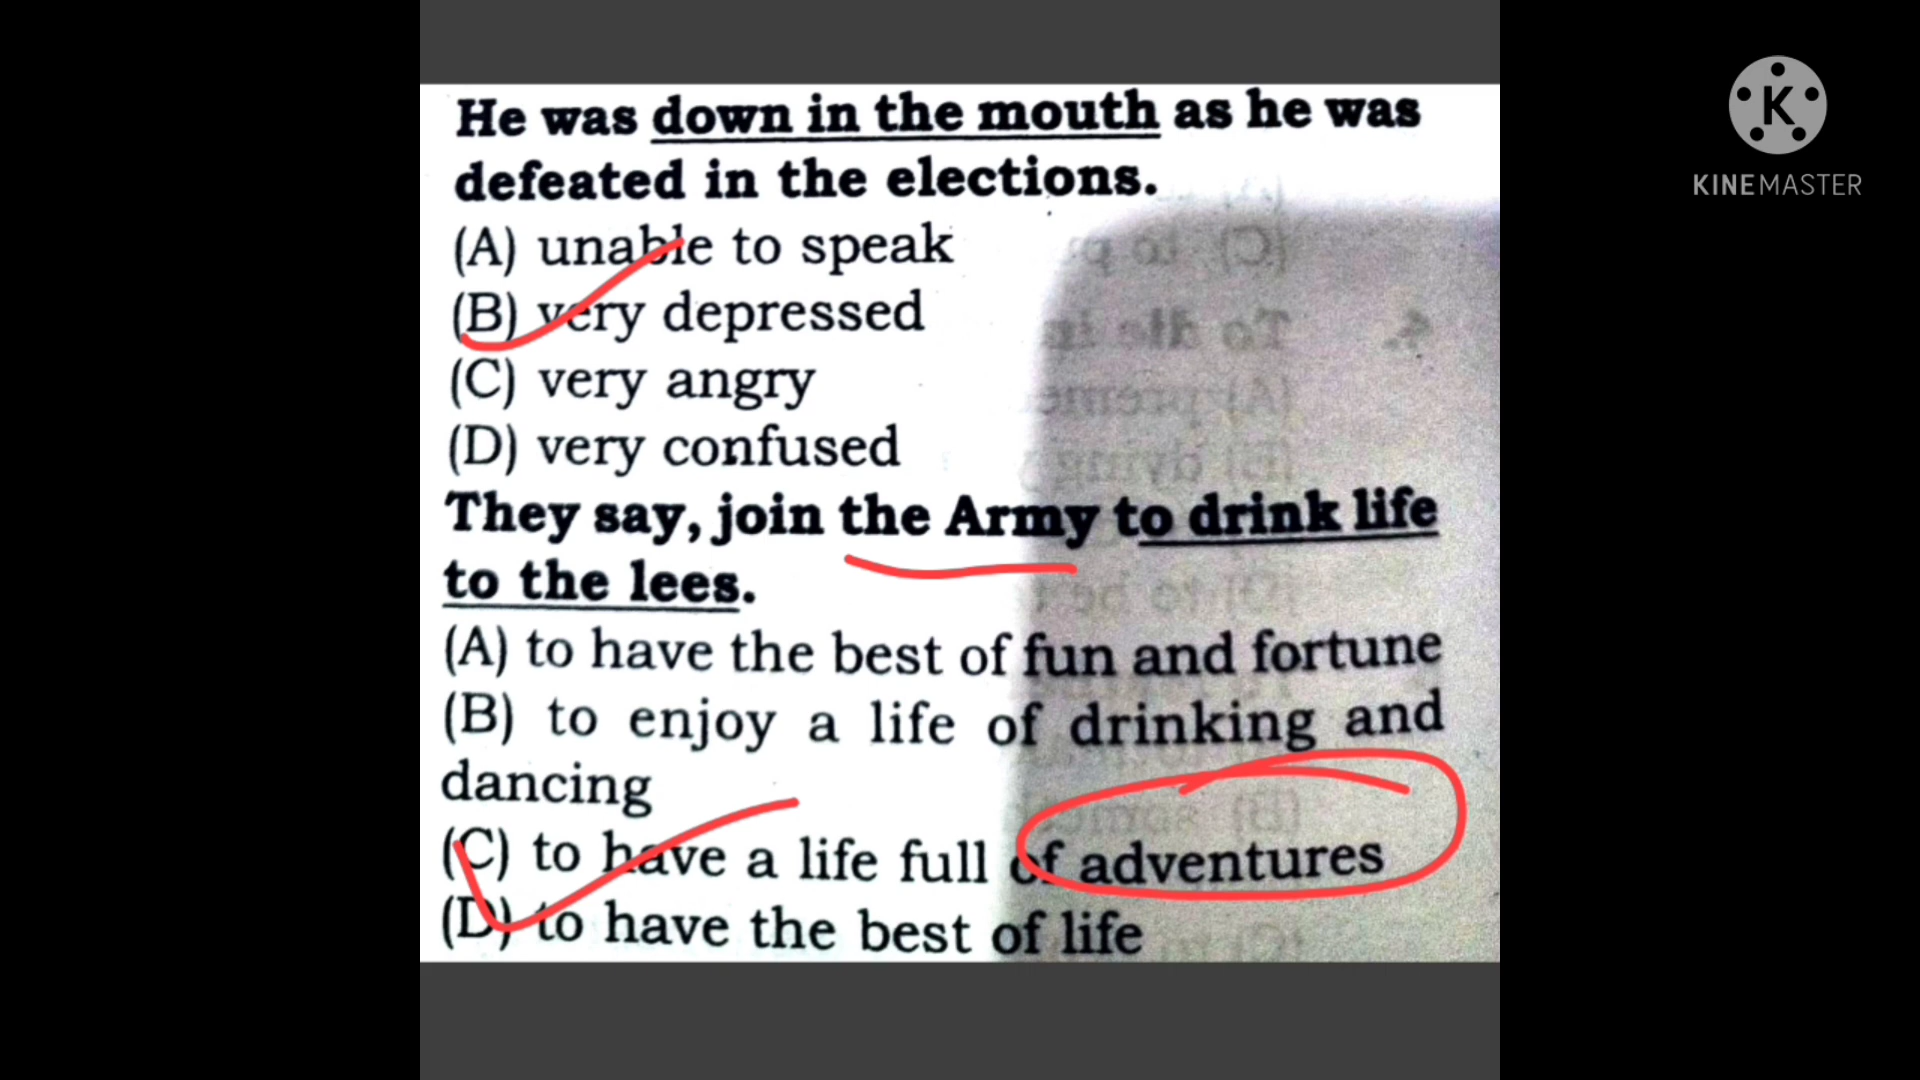 He was down in the mouth as he was
defeated in the elections.
(A) unable to speak
(B) very depressed
(C) very angry
(D) very confused
They say, join the Army to drink life
to the lees.
(A) to have the best of fun and fortune
(B) to enjoy a life of drinking and
dancing
(C) to have a life full of adventures
(D) to have the best of life
K
KINEMASTER